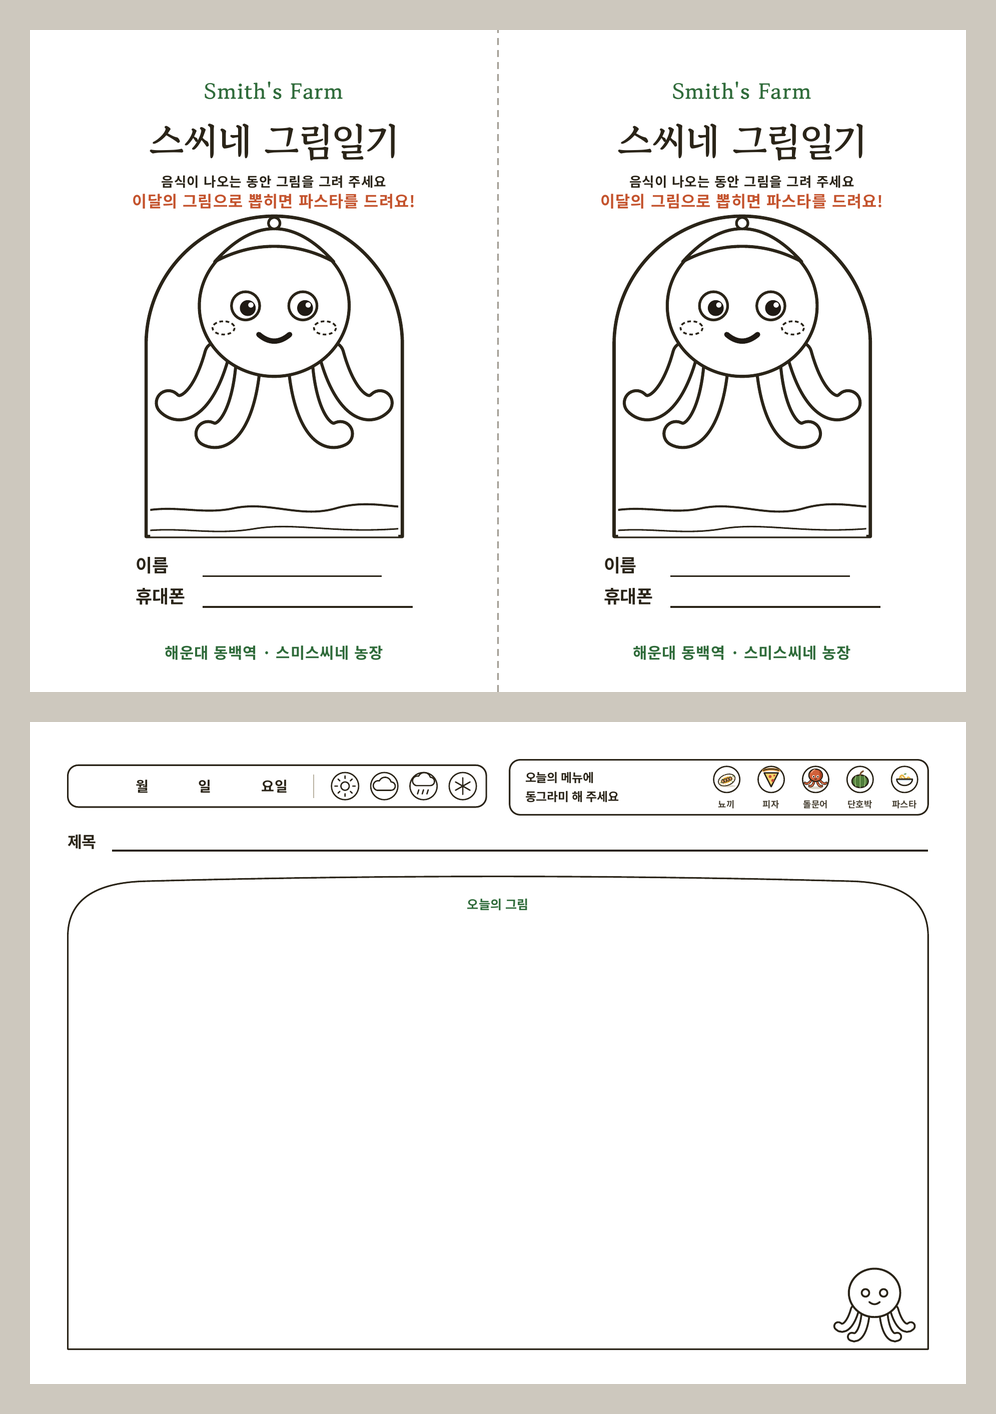 Smith's Farm
스씨네 그림일기
음식이 나오는 동안 그림을 그려 주세요
이달의 그림으로 뽑히면 파스타를 드려요!
이름
휴대폰
해운대 동백역 · 스미스씨네 농장
Smith's Farm
스씨네 그림일기
음식이 나오는 동안 그림을 그려 주세요
이달의 그림으로 뽑히면 파스타를 드려요!
이름
휴대폰
해운대 동백역 · 스미스씨네 농장
월 일 요일
오늘의 메뉴에
동그라미 해 주세요
뇨끼 피자 돌문어 단호박 파스타
제목
오늘의 그림